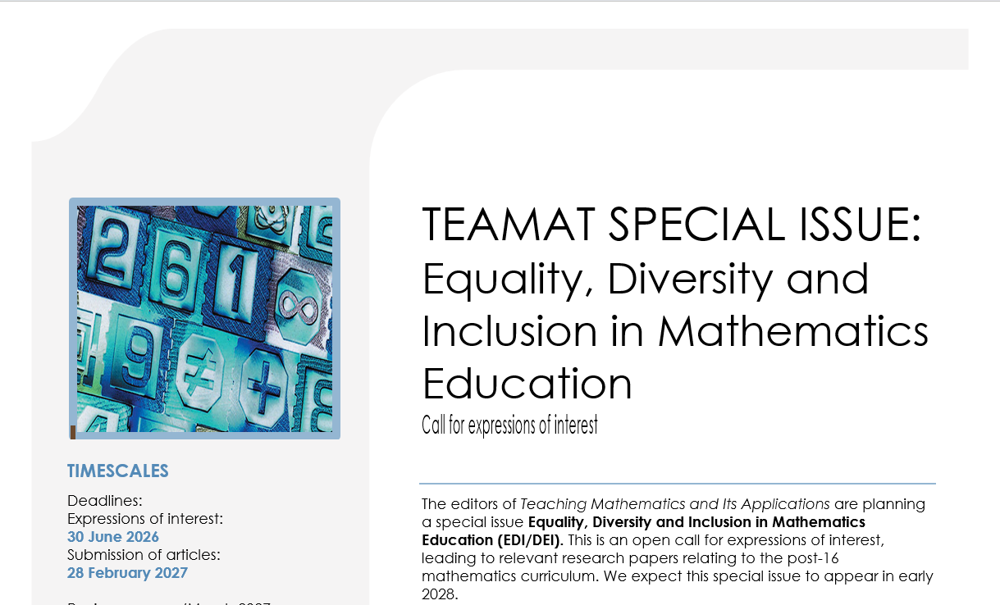 2 6 1 ∞
9 ≠ +
TIMESCALES
Deadlines:
Expressions of interest:
30 June 2026
Submission of articles:
28 February 2027
TEAMAT SPECIAL ISSUE:
Equality, Diversity and
Inclusion in Mathematics
Education
Call for expressions of interest
The editors of Teaching Mathematics and Its Applications are planning
a special issue Equality, Diversity and Inclusion in Mathematics
Education (EDI/DEI). This is an open call for expressions of interest,
leading to relevant research papers relating to the post-16
mathematics curriculum. We expect this special issue to appear in early
2028.